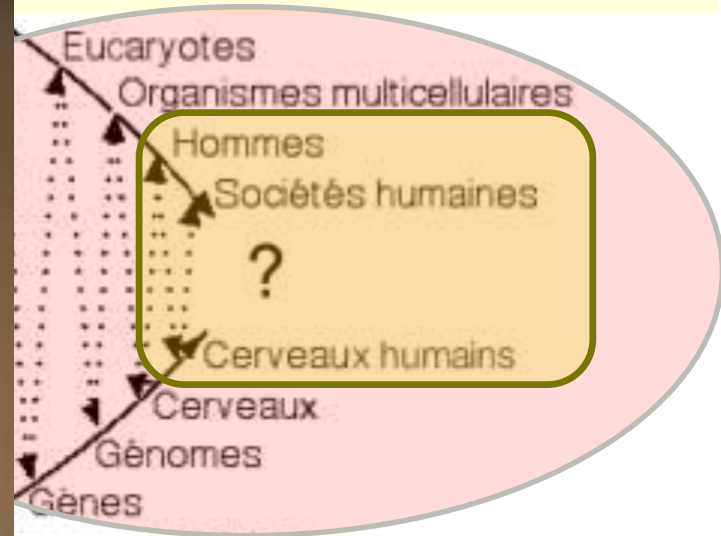 Eucaryotes
Organismes multicellulaires
Hommes
Sociétés humaines
?
Cerveaux humains
Cerveaux
Génomes
Gènes